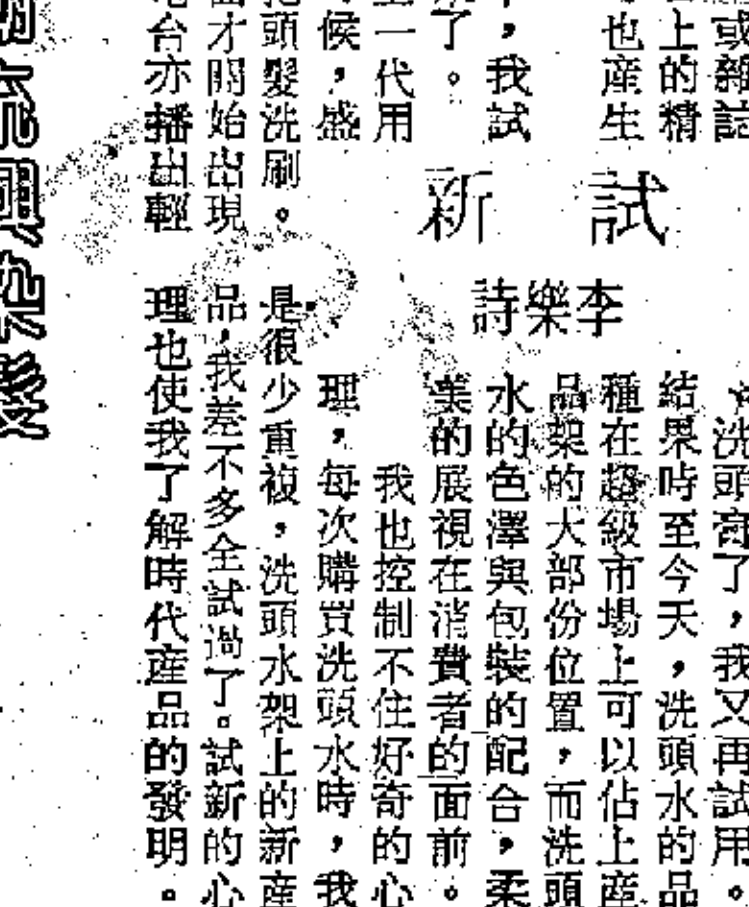 試新
李樂詩
或雜誌
上的精
也產生
，我試
了。
一代用
候，盛
頭髮洗刷。
才開始出現
台亦播出輕
洗頭膏了，我又再試用。
結果時至今天，洗頭水的品
種在超級市場上可以佔上產
品架的大部份位置，而洗頭
水的色澤與包裝的配合，柔
美的展視在消費者的面前。
我也控制不住好奇的心
理，每次購買洗頭水時，我
是很少重複，洗頭水架上的新產
品，我差不多全試過了。試新的心
理也使我了解時代產品的發明。